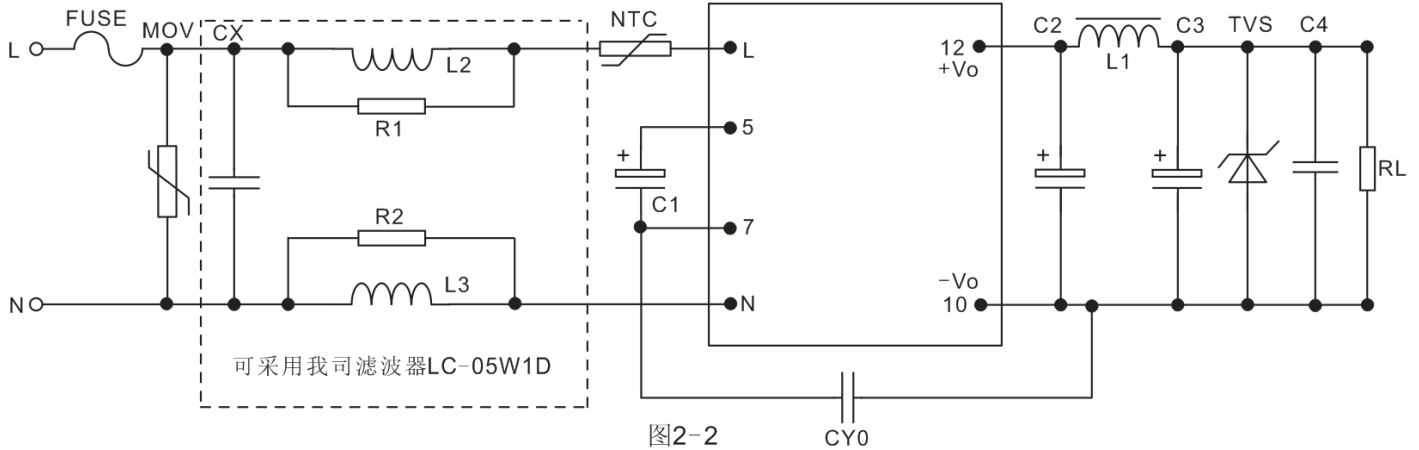 FUSE
MOV
CX
NTC
C2
C3
TVS
C4
L
L2
L
12
+Vo
L1
R1
5
+
+
+
RL
C1
R2
7
L3
−Vo
N
N
10
可采用我司滤波器LC-05W1D
图2-2
CY0